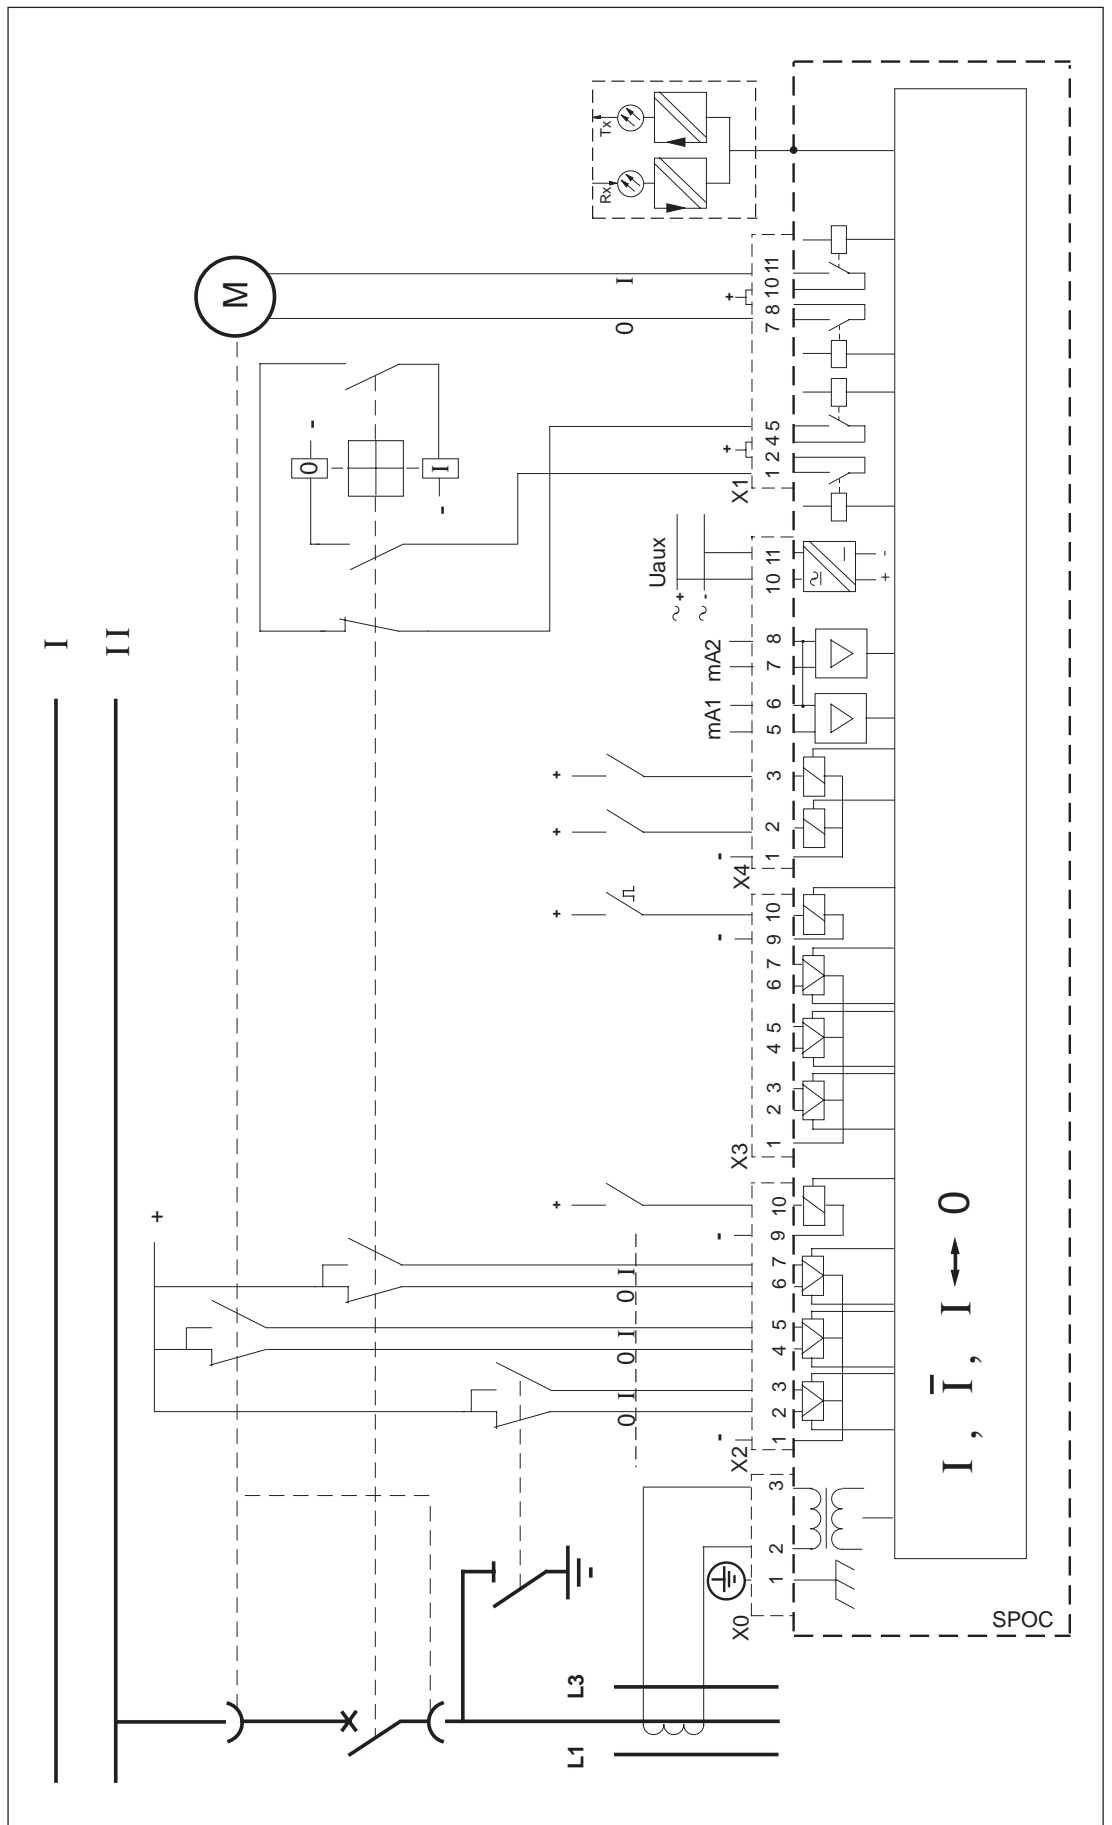 I
II
M
Tx
Rx
0
I
0 -
I
-
+
+
X1 1 2 4 5 7 8 10 11
Uaux
~ +
~ -
mA1 mA2
X4 1 2 3 5 6 7 8 10 11
+ -
+
+
+
-
-
X3 1 2 3 4 5 6 7 9 10
+
+
0 I 0 I 0 I
-
-
X2 1 2 3 4 5 6 7 9 10
X0 1 2 3
L1 L3
I , I̅ , I ↔ 0
SPOC